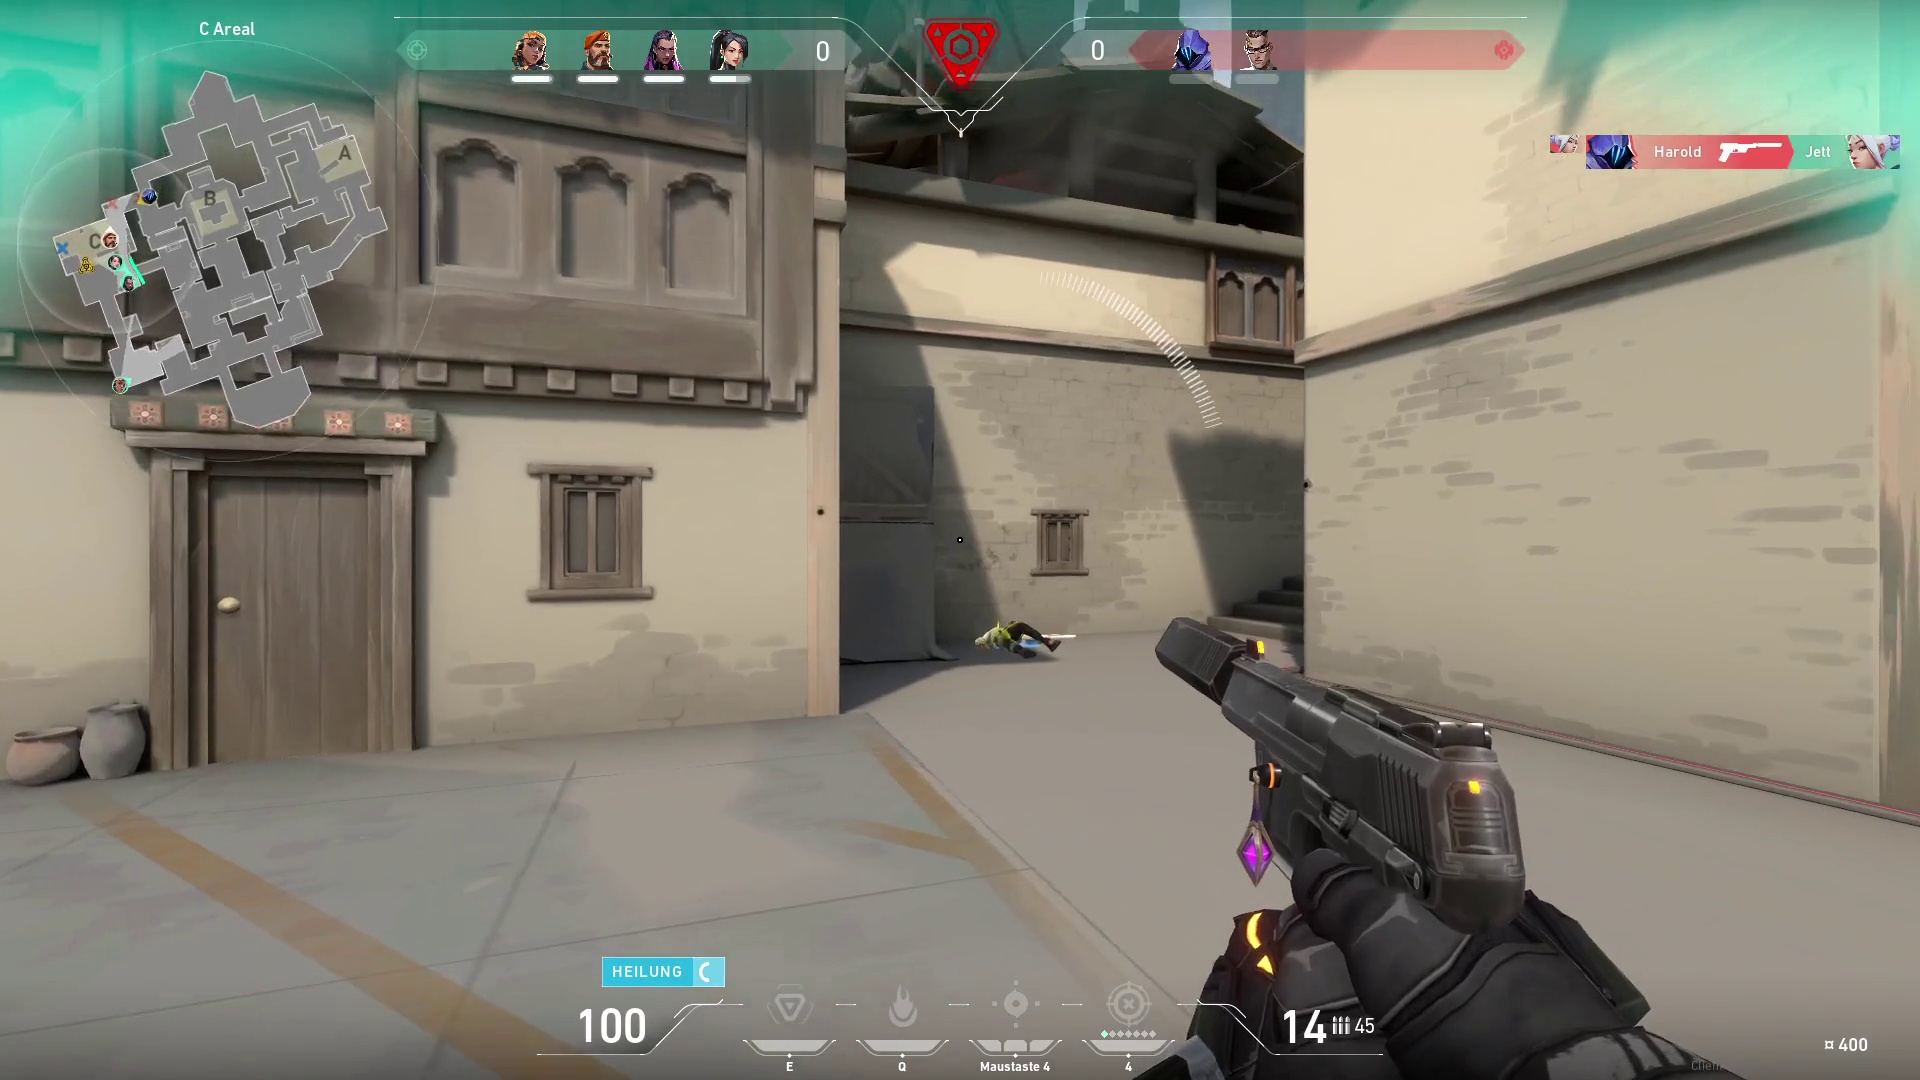 C Areal
0
0
A
B
C
Harold
Jett
HEILUNG
100
14
45
E
Q
Maustaste 4
4
¤ 400